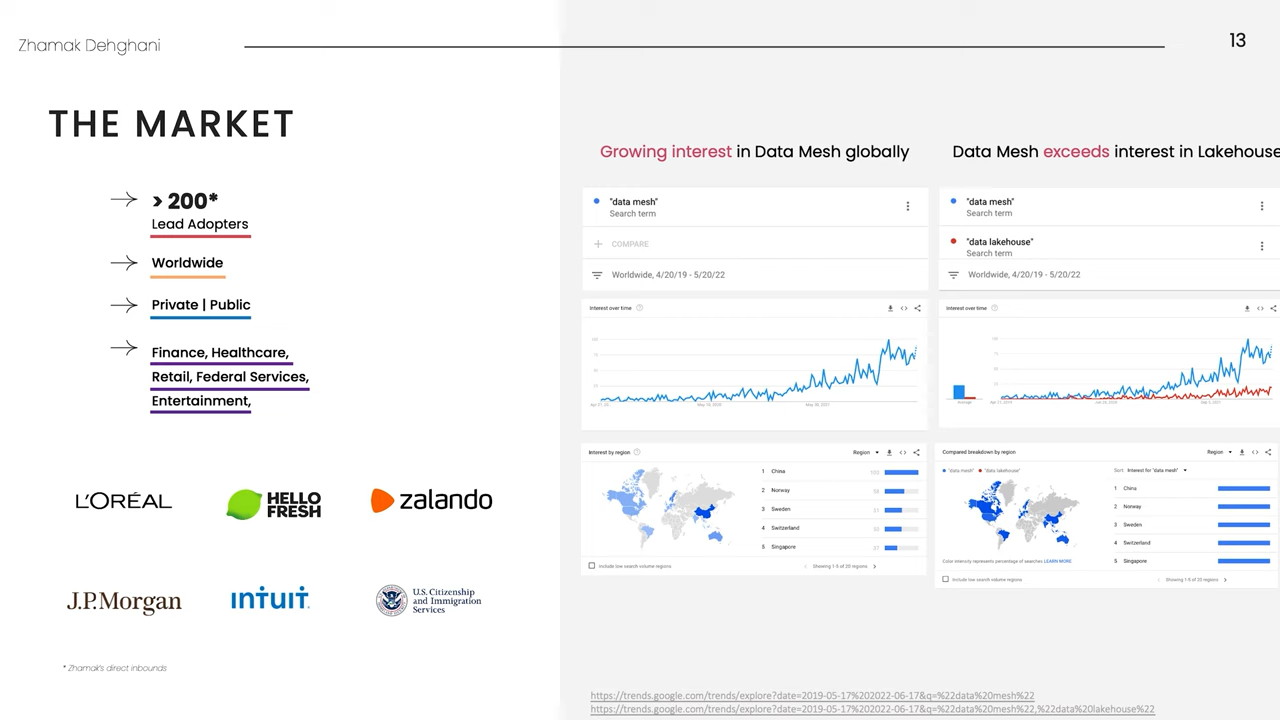 Zhamak Dehghani
13
THE MARKET
> 200*
Lead Adopters
Worldwide
Private | Public
Finance, Healthcare,
Retail, Federal Services,
Entertainment,
L'ORÉAL
HELLO
FRESH
zalando
J.P.Morgan
intuit.
U.S. Citizenship
and Immigration
Services
* Zhamak's direct inbounds
Growing interest in Data Mesh globally
"data mesh"
Search term
+ COMPARE
Worldwide, 4/20/19 - 5/20/22
Interest over time
Interest by region
Region
1 China
2 Norway
3 Sweden
4 Switzerland
5 Singapore
Include low search volume regions
Showing 1-5 of 20 regions
Data Mesh exceeds interest in Lakehouse
"data mesh"
Search term
"data lakehouse"
Search term
Worldwide, 4/20/19 - 5/20/22
Interest over time
Average
Compared breakdown by region
Region
"data mesh" "data lakehouse"
Sort: Interest for "data mesh"
1 China
2 Norway
3 Sweden
4 Switzerland
5 Singapore
Color intensity represents percentage of searches. LEARN MORE
Include low search volume regions
Showing 1-5 of 20 regions
https://trends.google.com/trends/explore?date=2019-05-17%202022-06-17&q=%22data%20mesh%22
https://trends.google.com/trends/explore?date=2019-05-17%202022-06-17&q=%22data%20mesh%22,%22data%20lakehouse%22